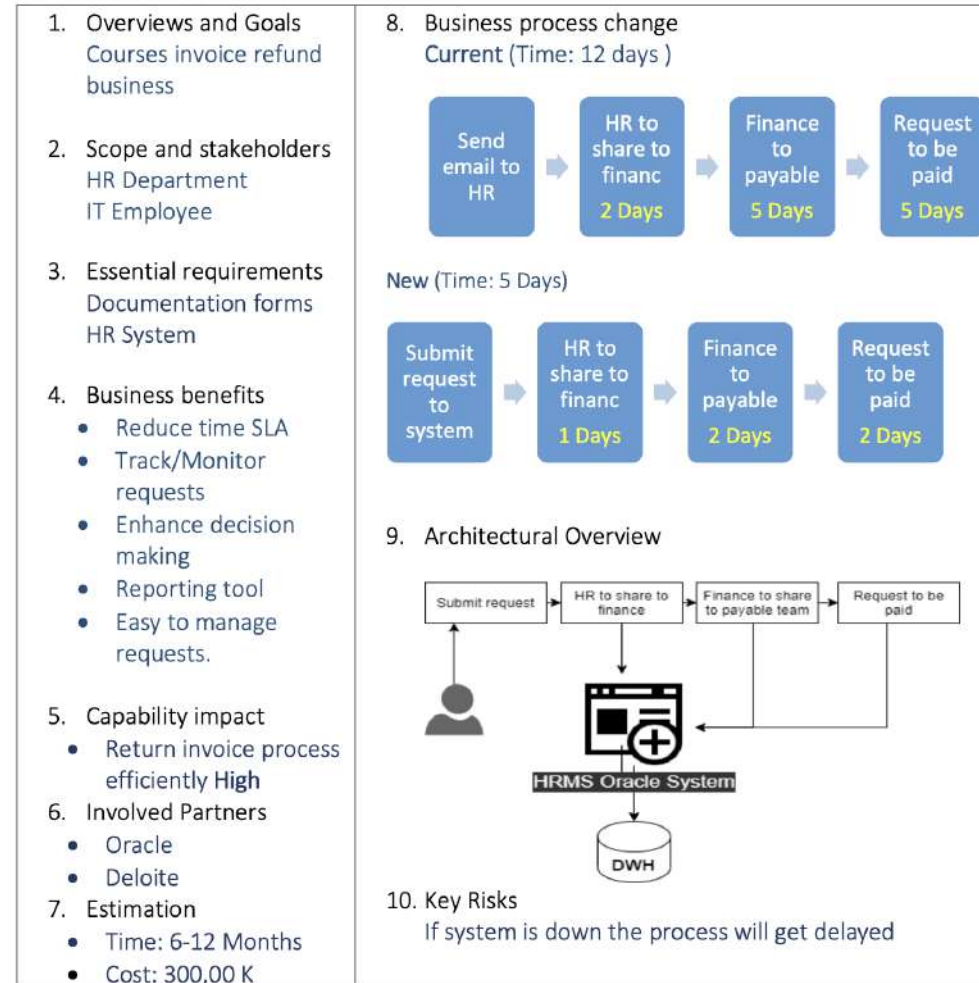 1. Overviews and Goals
Courses invoice refund
business
2. Scope and stakeholders
HR Department
IT Employee
3. Essential requirements
Documentation forms
HR System
4. Business benefits
• Reduce time SLA
• Track/Monitor
requests
• Enhance decision
making
• Reporting tool
• Easy to manage
requests.
5. Capability impact
• Return invoice process
efficiently High
6. Involved Partners
• Oracle
• Deloite
7. Estimation
• Time: 6-12 Months
• Cost: 300.00 K
8. Business process change
Current (Time: 12 days )
Send
email to
HR
HR to
share to
financ
2 Days
Finance
to
payable
5 Days
Request
to be
paid
5 Days
New (Time: 5 Days)
Submit
request
to
system
HR to
share to
financ
1 Days
Finance
to
payable
2 Days
Request
to be
paid
2 Days
9. Architectural Overview
Submit request
HR to share to
finance
Finance to share
to payable team
Request to be
paid
HRMS Oracle System
DWH
10. Key Risks
If system is down the process will get delayed